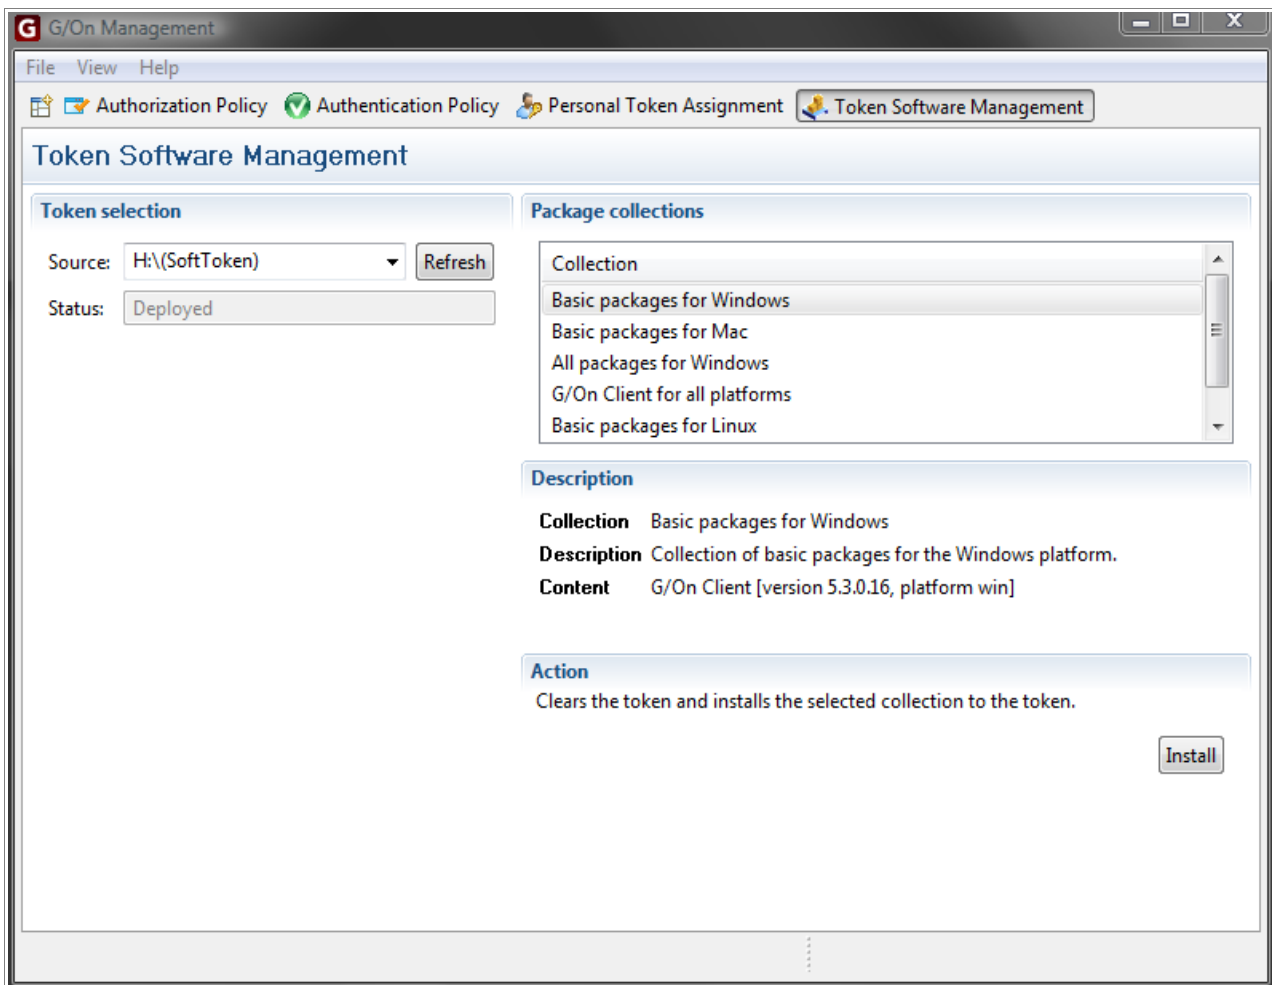 G G/On Management
File View Help
Authorization Policy Authentication Policy Personal Token Assignment Token Software Management
Token Software Management
Token selection
Source: H:\(SoftToken) Refresh
Status: Deployed
Package collections
Collection
Basic packages for Windows
Basic packages for Mac
All packages for Windows
G/On Client for all platforms
Basic packages for Linux
Description
Collection Basic packages for Windows
Description Collection of basic packages for the Windows platform.
Content G/On Client [version 5.3.0.16, platform win]
Action
Clears the token and installs the selected collection to the token.
Install